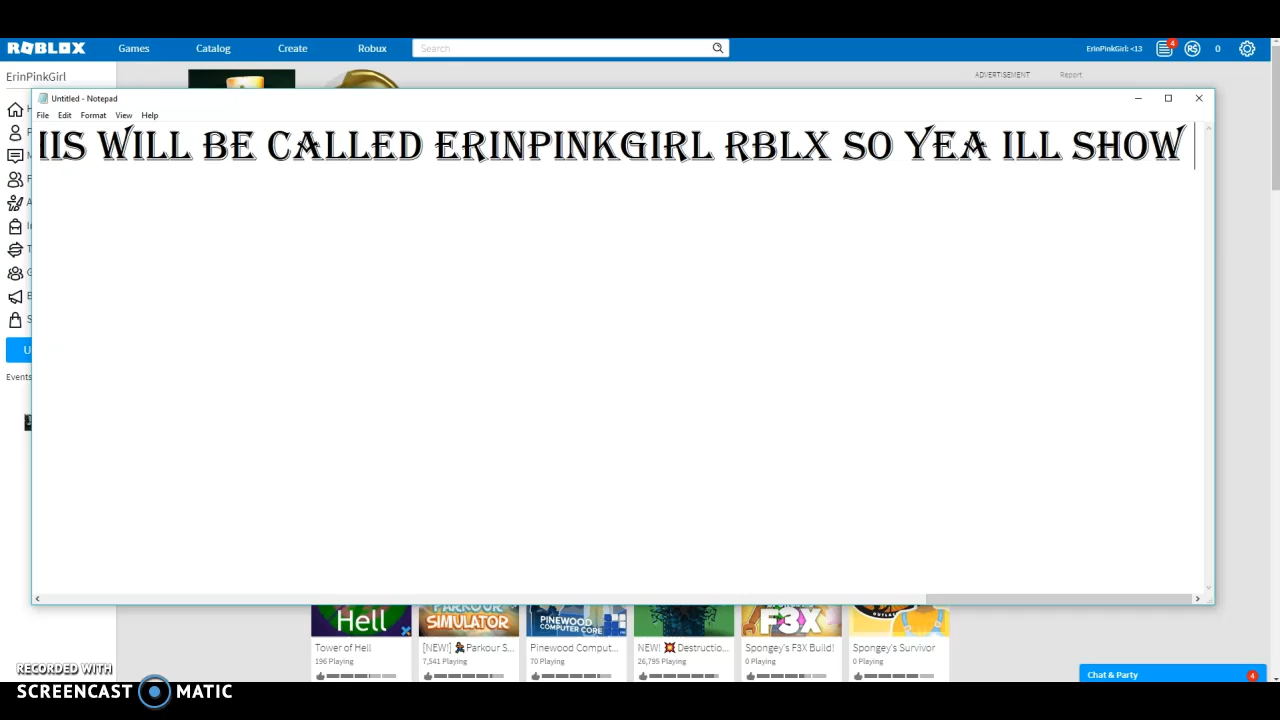 ROBLOX Games Catalog Create Robux Search ErinPinkGirl: <13 4 0
ErinPinkGirl
ADVERTISEMENT Report
Untitled - Notepad
File Edit Format View Help
WILL BE CALLED ERINPINKGIRL RBLX SO YEA ILL SHOW
Events
Hell
PARKOUR SIMULATOR
PINEWOOD COMPUTER CORE
F3X
Tower of Hell [NEW!] Parkour S... Pinewood Comput... NEW! Destructio... Spongey's F3X Build! Spongey's Survivor
196 Playing 7,541 Playing 70 Playing 26,795 Playing 0 Playing 0 Playing
Chat & Party 4
RECORDED WITH
SCREENCAST MATIC